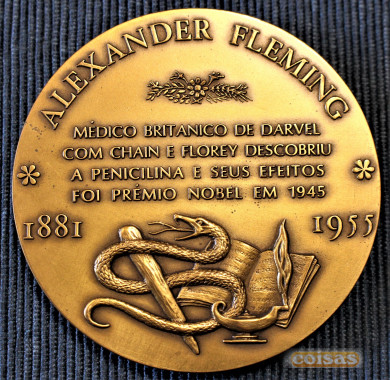 ALEXANDER FLEMING
MÉDICO BRITANICO DE DARVEL
COM CHAIN E FLOREY DESCOBRIU
A PENICILINA E SEUS EFEITOS
FOI PRÉMIO NOBEL EM 1945
1881
1955
coisas